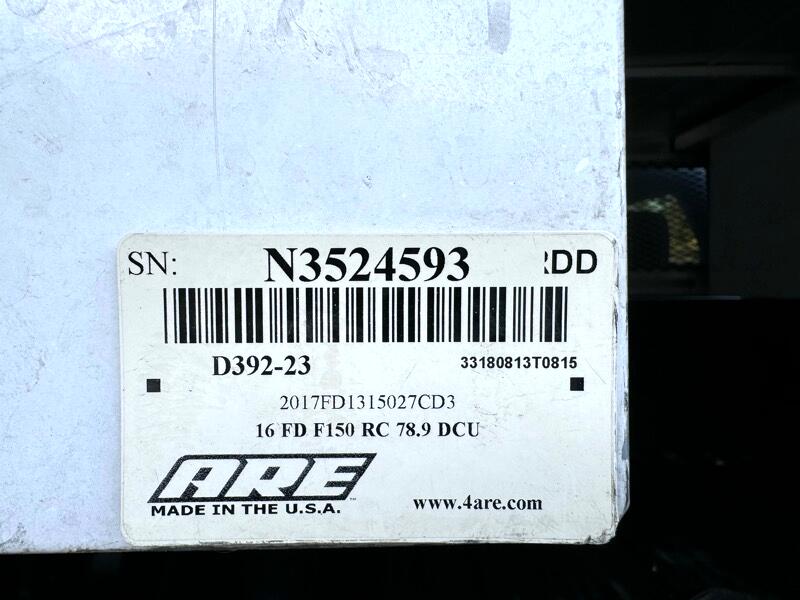 SN: N3524593 RDD
D392-23 33180813T0815
2017FD1315027CD3
16 FD F150 RC 78.9 DCU
ARE
MADE IN THE U.S.A.
www.4are.com